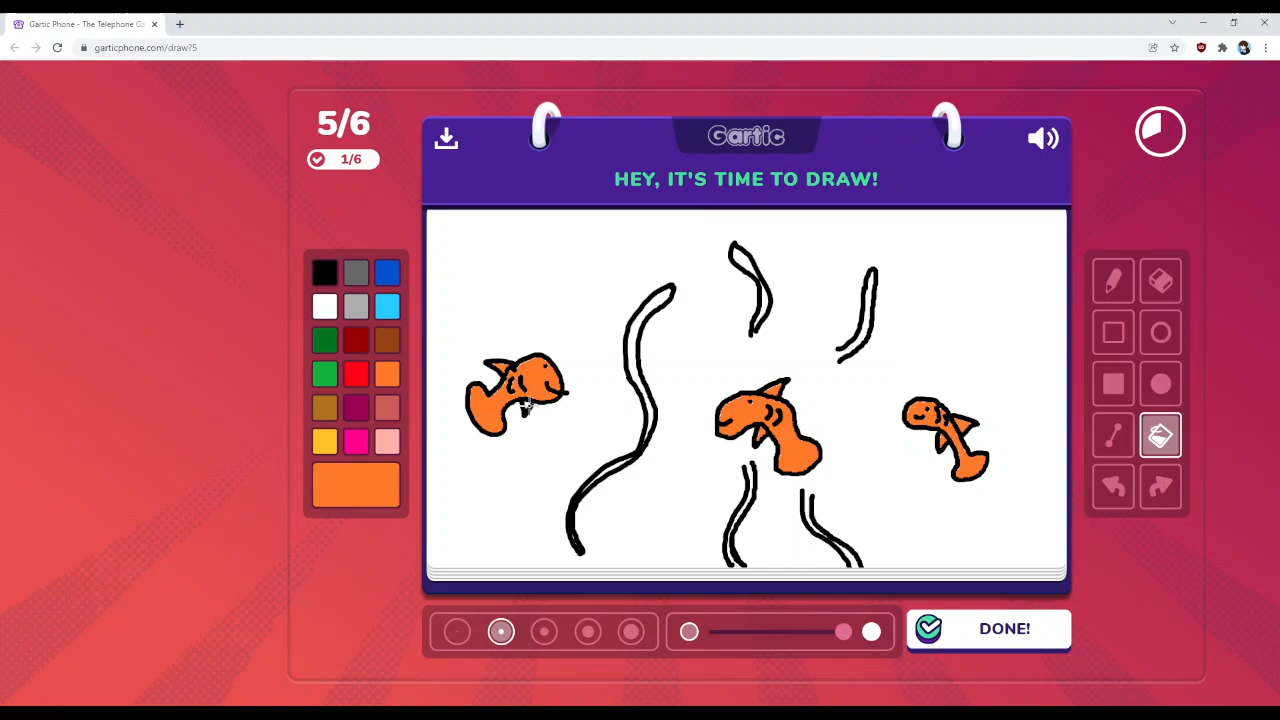 Gartic Phone - The Telephone Ga
garticphone.com/draw?5
5/6
1/6
Gartic
HEY, IT'S TIME TO DRAW!
DONE!